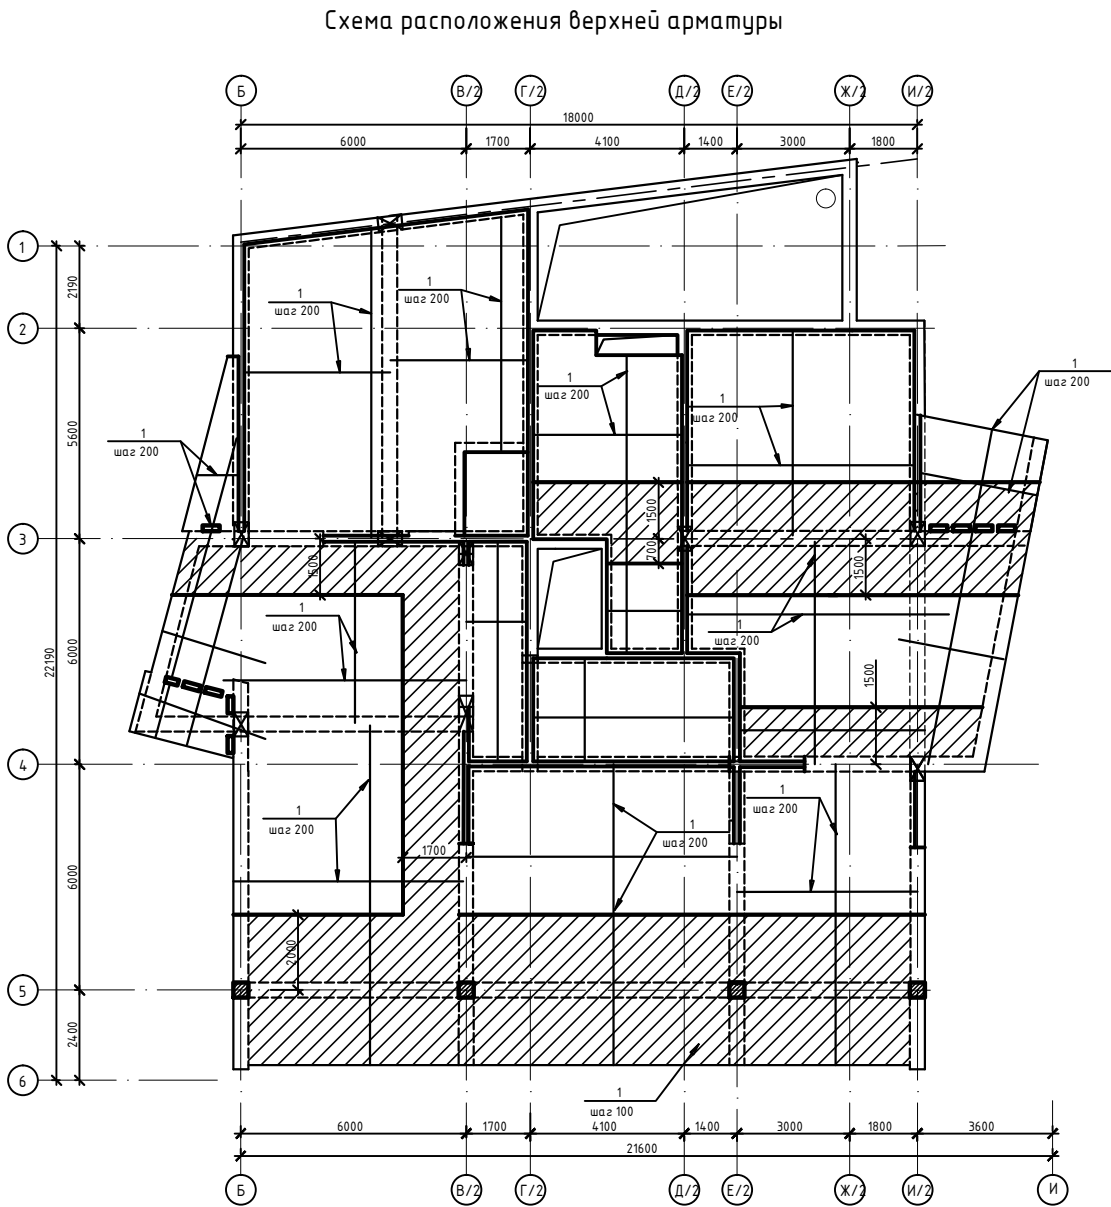 Схема расположения верхней арматуры
Б В/2 Г/2 Д/2 Е/2 Ж/2 И/2
18000
6000 1700 4100 1400 3000 1800
1
2190
1
шаг 200
1
шаг 200
2
1
шаг 200
1
шаг 200
1
шаг 200
5600
1
шаг 200
1500
3
700
1500
1500
22190
6000
1
шаг 200
1
шаг 200
1500
4
1
шаг 200
1
шаг 200
1
шаг 200
1700
6000
2000
5
2400
6
1
шаг 100
6000 1700 4100 1400 3000 1800 3600
21600
Б В/2 Г/2 Д/2 Е/2 Ж/2 И/2 И